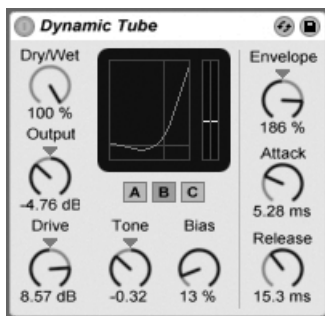 Dynamic Tube
Dry/Wet
100 %
Output
-4.76 dB
Drive
8.57 dB
A B C
Tone
-0.32
Bias
13 %
Envelope
186 %
Attack
5.28 ms
Release
15.3 ms